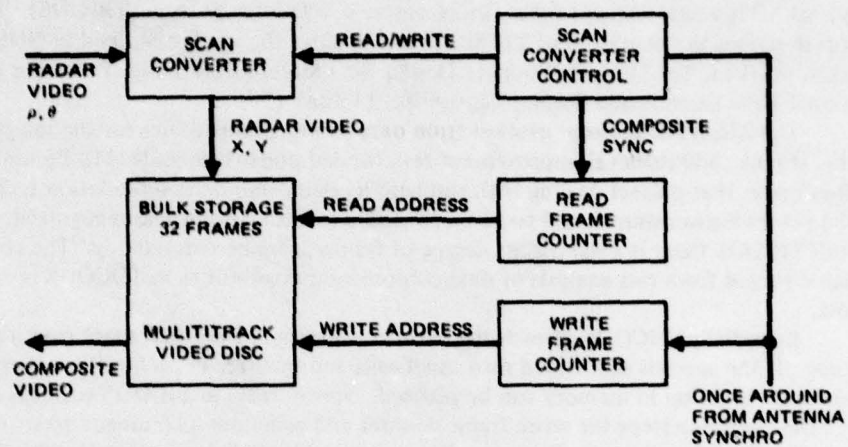 SCAN
CONVERTER
READ/WRITE
SCAN
CONVERTER
CONTROL
RADAR
VIDEO
ρ, θ
RADAR VIDEO
X, Y
COMPOSITE
SYNC
BULK STORAGE
32 FRAMES
READ ADDRESS
READ
FRAME
COUNTER
MULTITRACK
VIDEO DISC
WRITE ADDRESS
WRITE
FRAME
COUNTER
COMPOSITE
VIDEO
ONCE AROUND
FROM ANTENNA
SYNCHRO